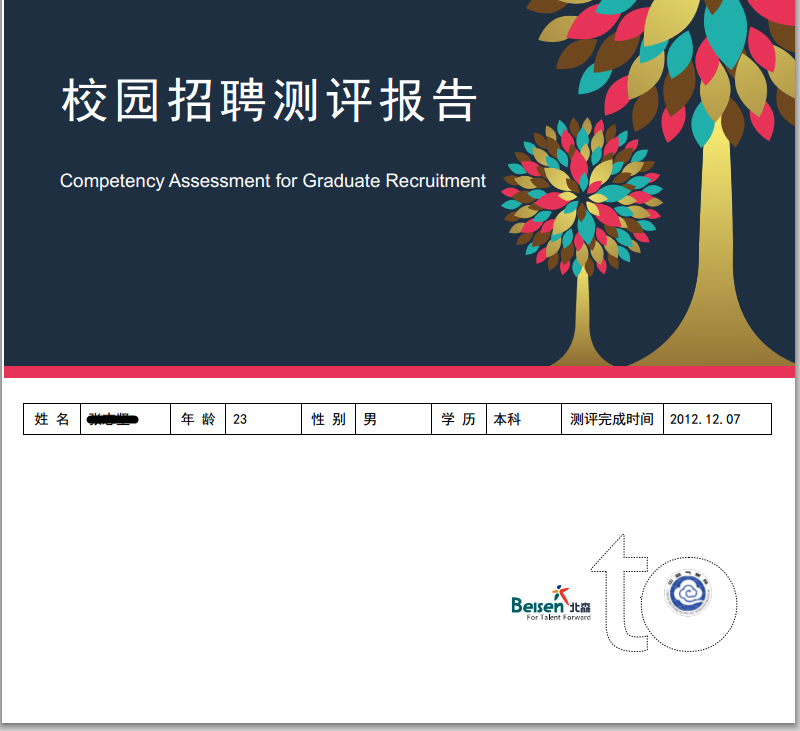 校园招聘测评报告
Competency Assessment for Graduate Recruitment
姓 名 年 龄 23 性 别 男 学 历 本科 测评完成时间 2012.12.07
to
Beisen 北森
For Talent Forward